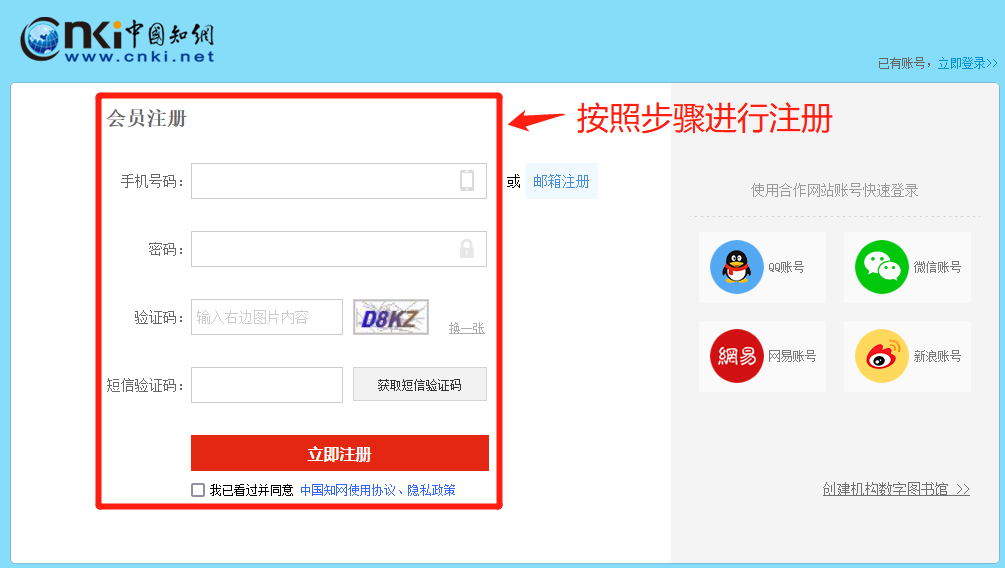 cnki中國知網
www.cnki.net
已有账号，立即登录>>
会员注册
按照步骤进行注册
手机号码：
或 邮箱注册
密码：
验证码： 输入右边图片内容 D8KZ 换一张
短信验证码： 获取短信验证码
立即注册
我已看过并同意 中国知网使用协议、隐私政策
使用合作网站账号快速登录
QQ账号 微信账号
網易 网易账号 新浪账号
创建机构数字图书馆 >>